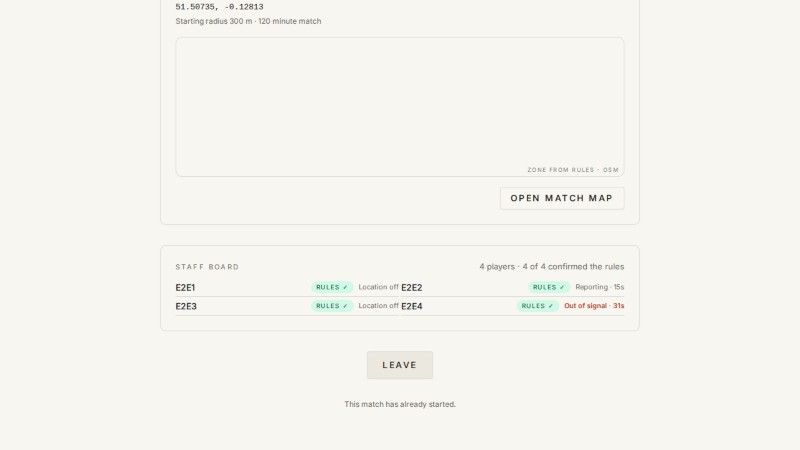 51.50735, -0.12813
Starting radius 300 m · 120 minute match
ZONE FROM RULES · OSM
OPEN MATCH MAP
STAFF BOARD 4 players · 4 of 4 confirmed the rules
E2E1 RULES ✓ Location off E2E2 RULES ✓ Reporting · 15s
E2E3 RULES ✓ Location off E2E4 RULES ✓ Out of signal · 31s
LEAVE
This match has already started.